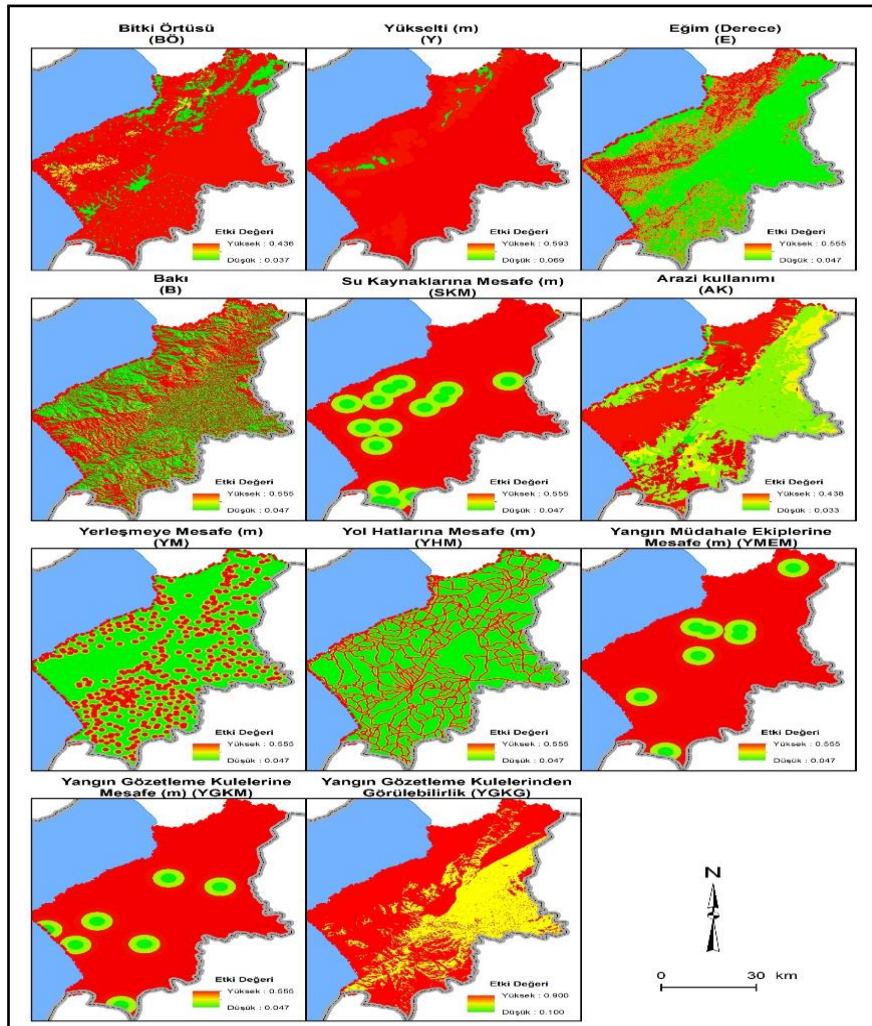 Bitki Örtüsü
(BÖ)
Etki Değeri
Yüksek : 0.436
Düşük : 0.037
Yükselti (m)
(Y)
Etki Değeri
Yüksek : 0.593
Düşük : 0.069
Eğim (Derece)
(E)
Etki Değeri
Yüksek : 0.555
Düşük : 0.047
Bakı
(B)
Etki Değeri
Yüksek : 0.555
Düşük : 0.047
Su Kaynaklarına Mesafe (m)
(SKM)
Etki Değeri
Yüksek : 0.555
Düşük : 0.047
Arazi kullanımı
(AK)
Etki Değeri
Yüksek : 0.438
Düşük : 0.033
Yerleşmeye Mesafe (m)
(YM)
Etki Değeri
Yüksek : 0.555
Düşük : 0.047
Yol Hatlarına Mesafe (m)
(YHM)
Etki Değeri
Yüksek : 0.555
Düşük : 0.047
Yangın Müdahale Ekiplerine
Mesafe (m) (YMEM)
Etki Değeri
Yüksek : 0.555
Düşük : 0.047
Yangın Gözetleme Kulelerine
Mesafe (m) (YGKM)
Etki Değeri
Yüksek : 0.555
Düşük : 0.047
Yangın Gözetleme Kulelerinden
Görülebilirlik (YGKG)
Etki Değeri
Yüksek : 0.900
Düşük : 0.100
N
0 30 km